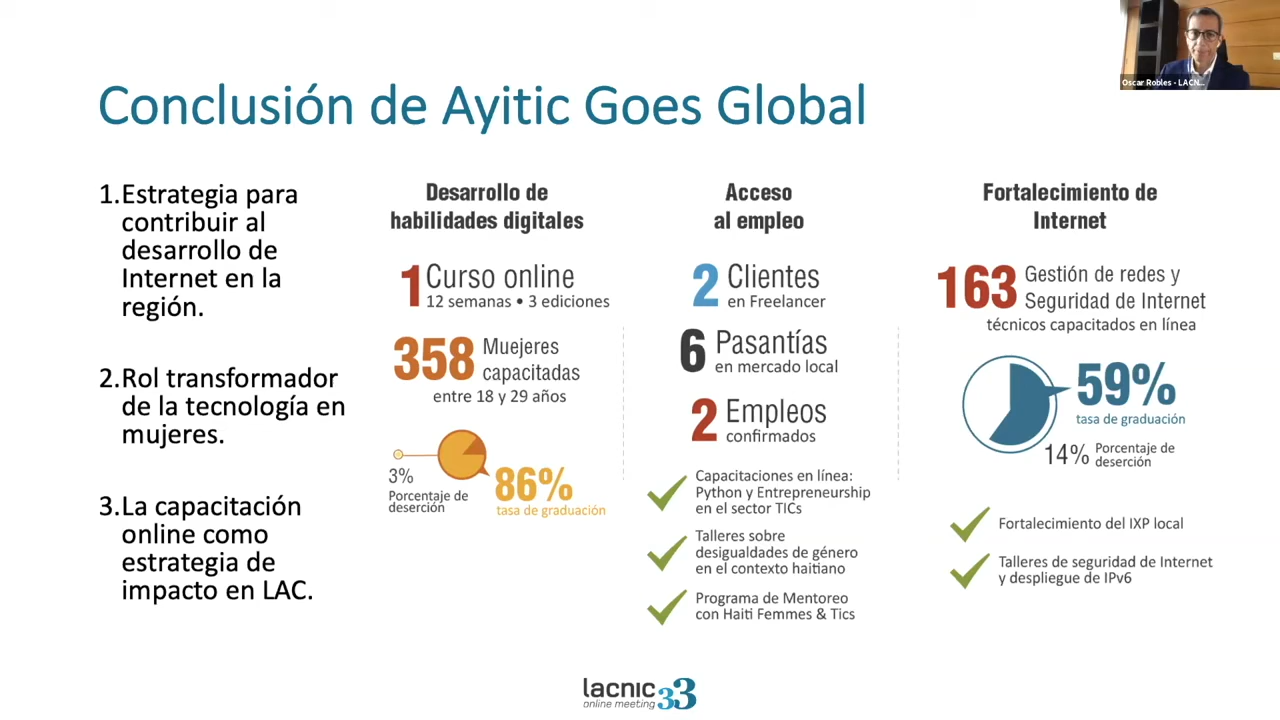 Oscar Robles - LACN...
Conclusión de Ayitic Goes Global
1.Estrategia para
contribuir al
desarrollo de
Internet en la
región.
2.Rol transformador
de la tecnología en
mujeres.
3.La capacitación
online como
estrategia de
impacto en LAC.
Desarrollo de
habilidades digitales
1 Curso online
12 semanas • 3 ediciones
358 Muejeres
capacitadas
entre 18 y 29 años
3%
Porcentaje de
deserción
86%
tasa de graduación
Acceso
al empleo
2 Clientes
en Freelancer
6 Pasantías
en mercado local
2 Empleos
confirmados
Capacitaciones en línea:
Python y Entrepreneurship
en el sector TICs
Talleres sobre
desigualdades de género
en el contexto haitiano
Programa de Mentoreo
con Haiti Femmes & Tics
Fortalecimiento de
Internet
163 Gestión de redes y
Seguridad de Internet
técnicos capacitados en línea
59%
tasa de graduación
14% Porcentaje de
deserción
Fortalecimiento del IXP local
Talleres de seguridad de Internet
y despliegue de IPv6
lacnic 33
online meeting